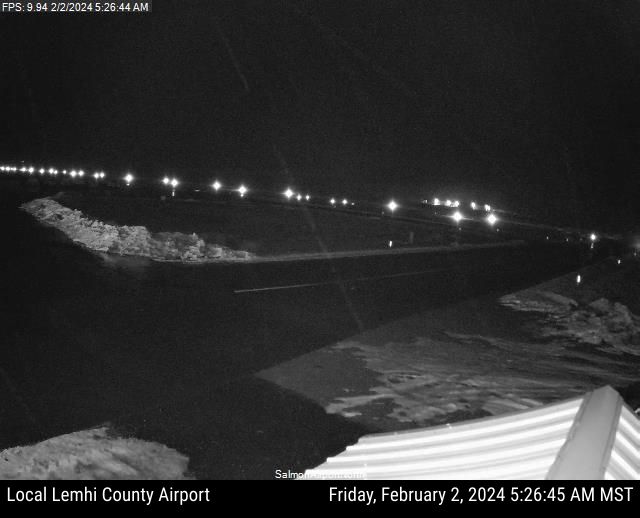 FPS: 9.94 2/2/2024 5:26:44 AM
Local Lemhi County Airport Friday, February 2, 2024 5:26:45 AM MST